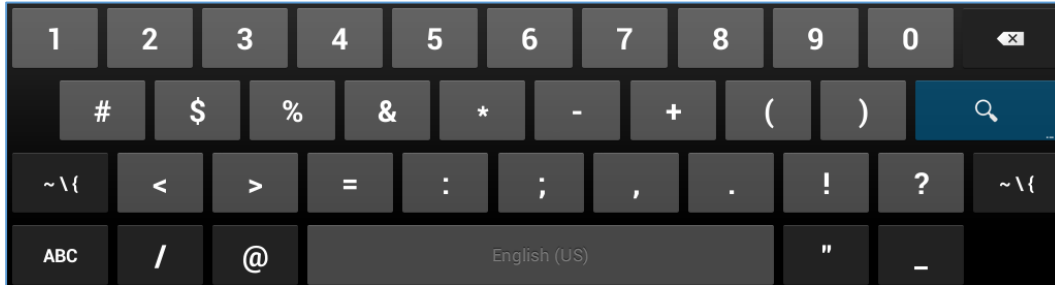 1 2 3 4 5 6 7 8 9 0
# $ % & * - + ( )
~\{ < > = : ; , . ! ? ~\{
ABC / @ English (US) " _